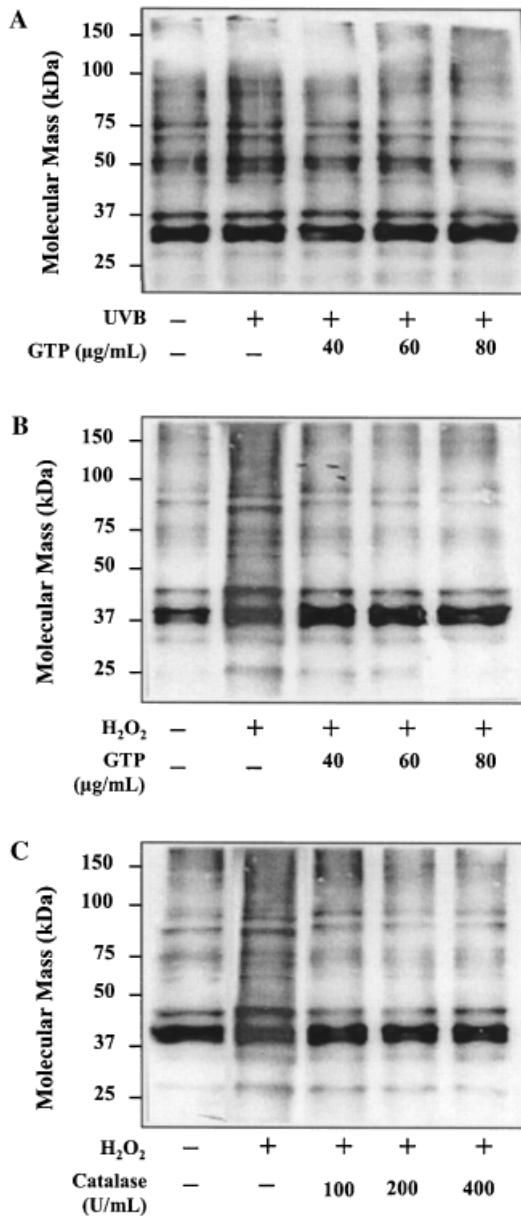 A
Molecular Mass (kDa)
150
100
75
50
37
25
UVB – + + + +
GTP (µg/mL) – – 40 60 80
B
Molecular Mass (kDa)
150
100
75
50
37
25
H₂O₂ – + + + +
GTP – – 40 60 80
(µg/mL)
C
Molecular Mass (kDa)
150
100
75
50
37
25
H₂O₂ – + + + +
Catalase – – 100 200 400
(U/mL)